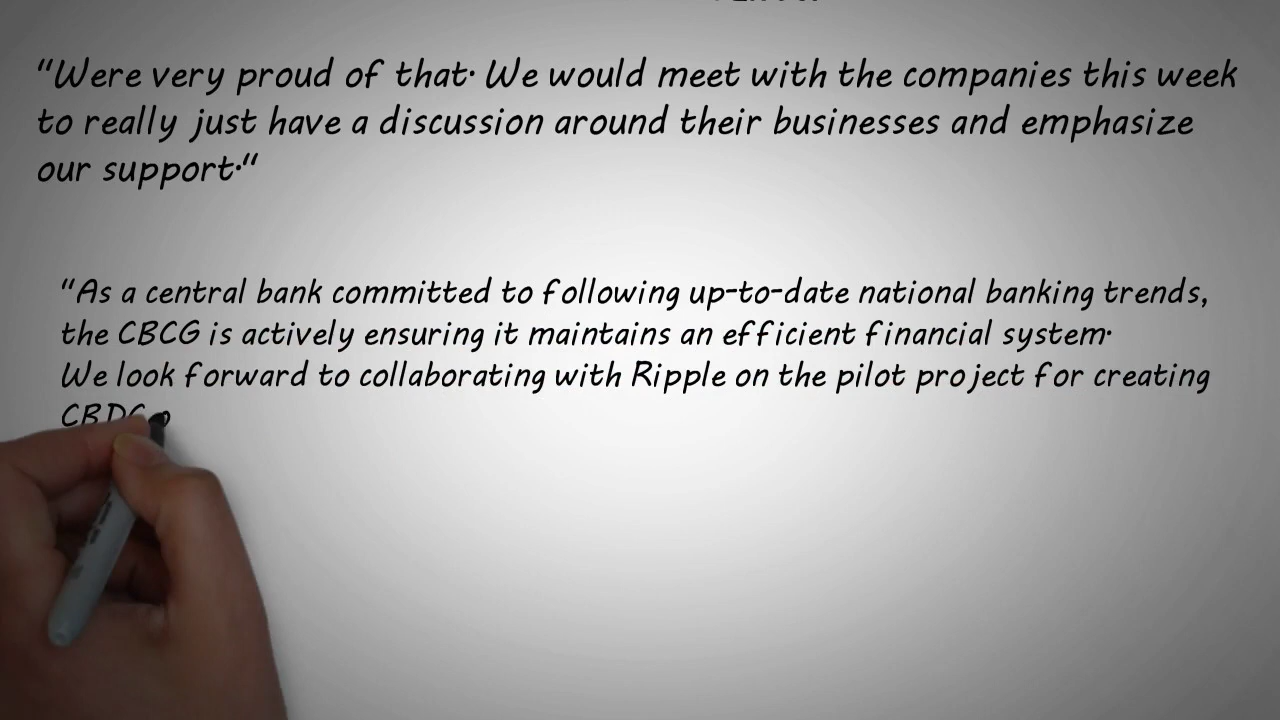 "Were very proud of that. We would meet with the companies this week
to really just have a discussion around their businesses and emphasize
our support."
"As a central bank committed to following up-to-date national banking trends,
the CBCG is actively ensuring it maintains an efficient financial system.
We look forward to collaborating with Ripple on the pilot project for creating
CBDC